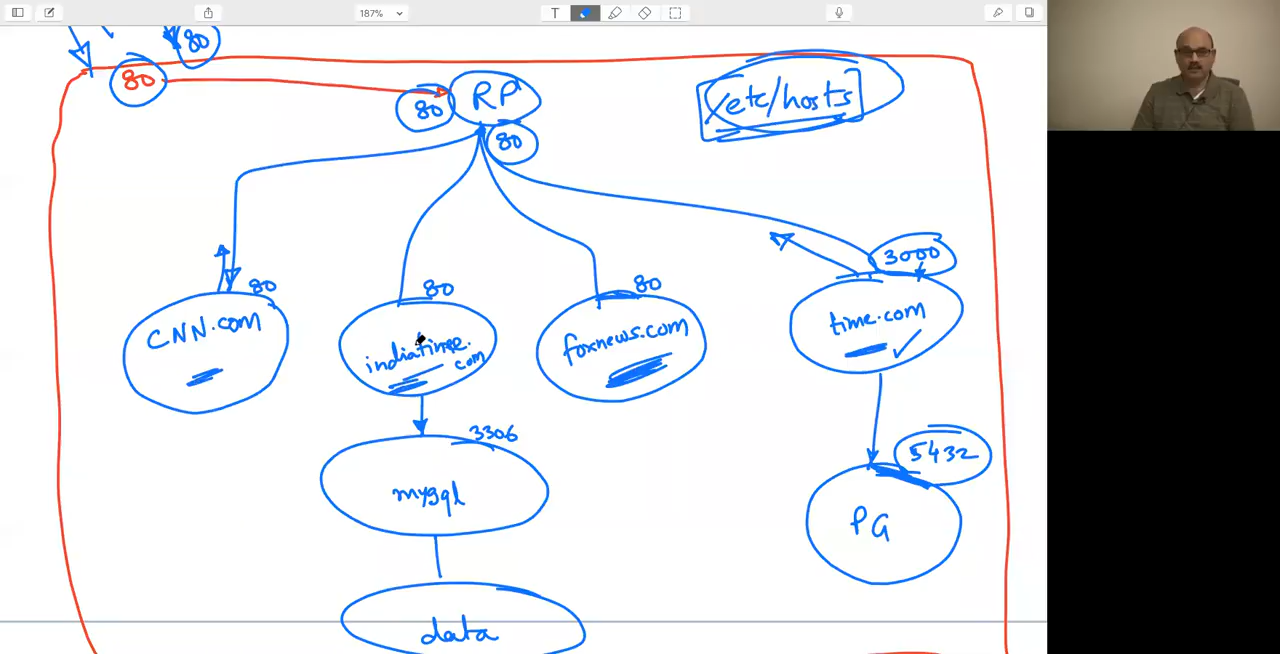 187%
T
80
80
RP
80
80
/etc/hosts
80
CNN.com
80
indiatimes.
com
80
foxnews.com
3000
time.com
3306
mysql
5432
PG
data